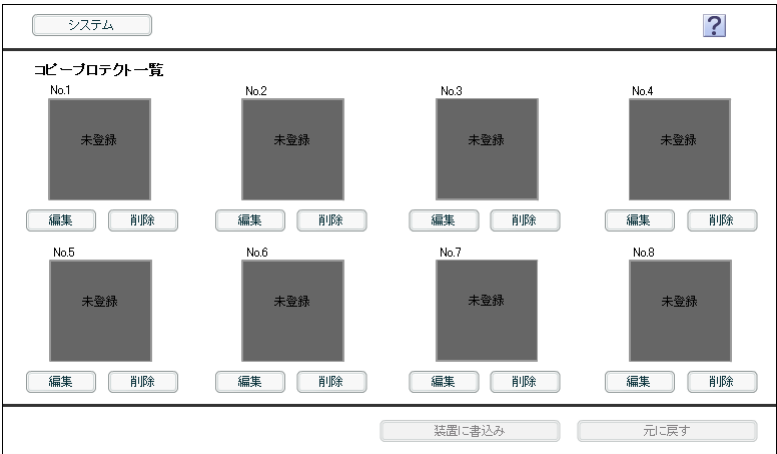 システム
?
コピープロテクト一覧
No.1 No.2 No.3 No.4
未登録 未登録 未登録 未登録
編集 削除 編集 削除 編集 削除 編集 削除
No.5 No.6 No.7 No.8
未登録 未登録 未登録 未登録
編集 削除 編集 削除 編集 削除 編集 削除
装置に書込み 元に戻す